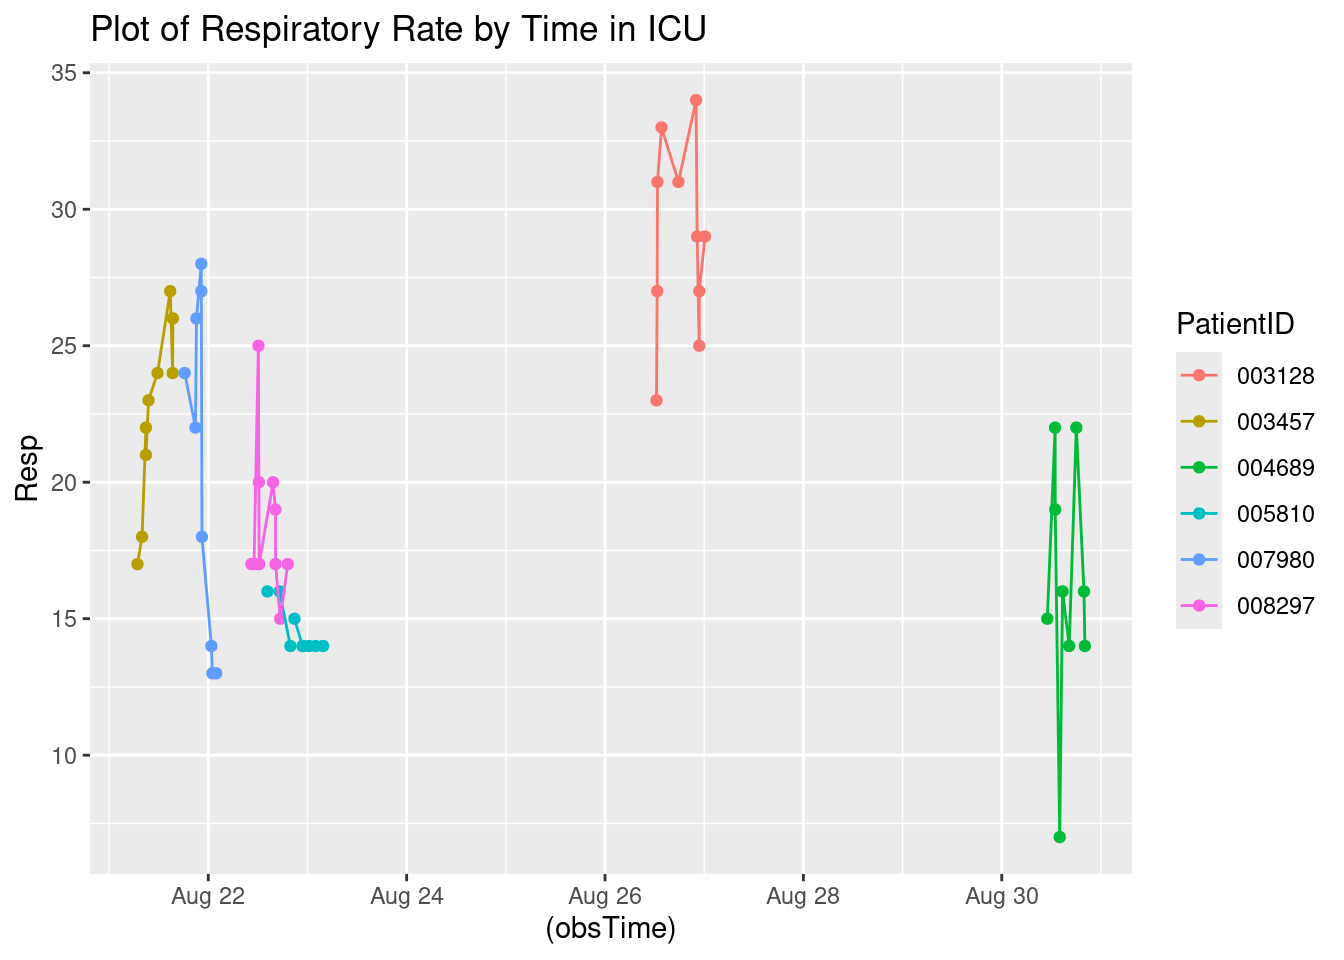 Plot of Respiratory Rate by Time in ICU
35
30
25
20
15
10
Resp
Aug 22
Aug 24
Aug 26
Aug 28
Aug 30
(obsTime)
PatientID
003128
003457
004689
005810
007980
008297